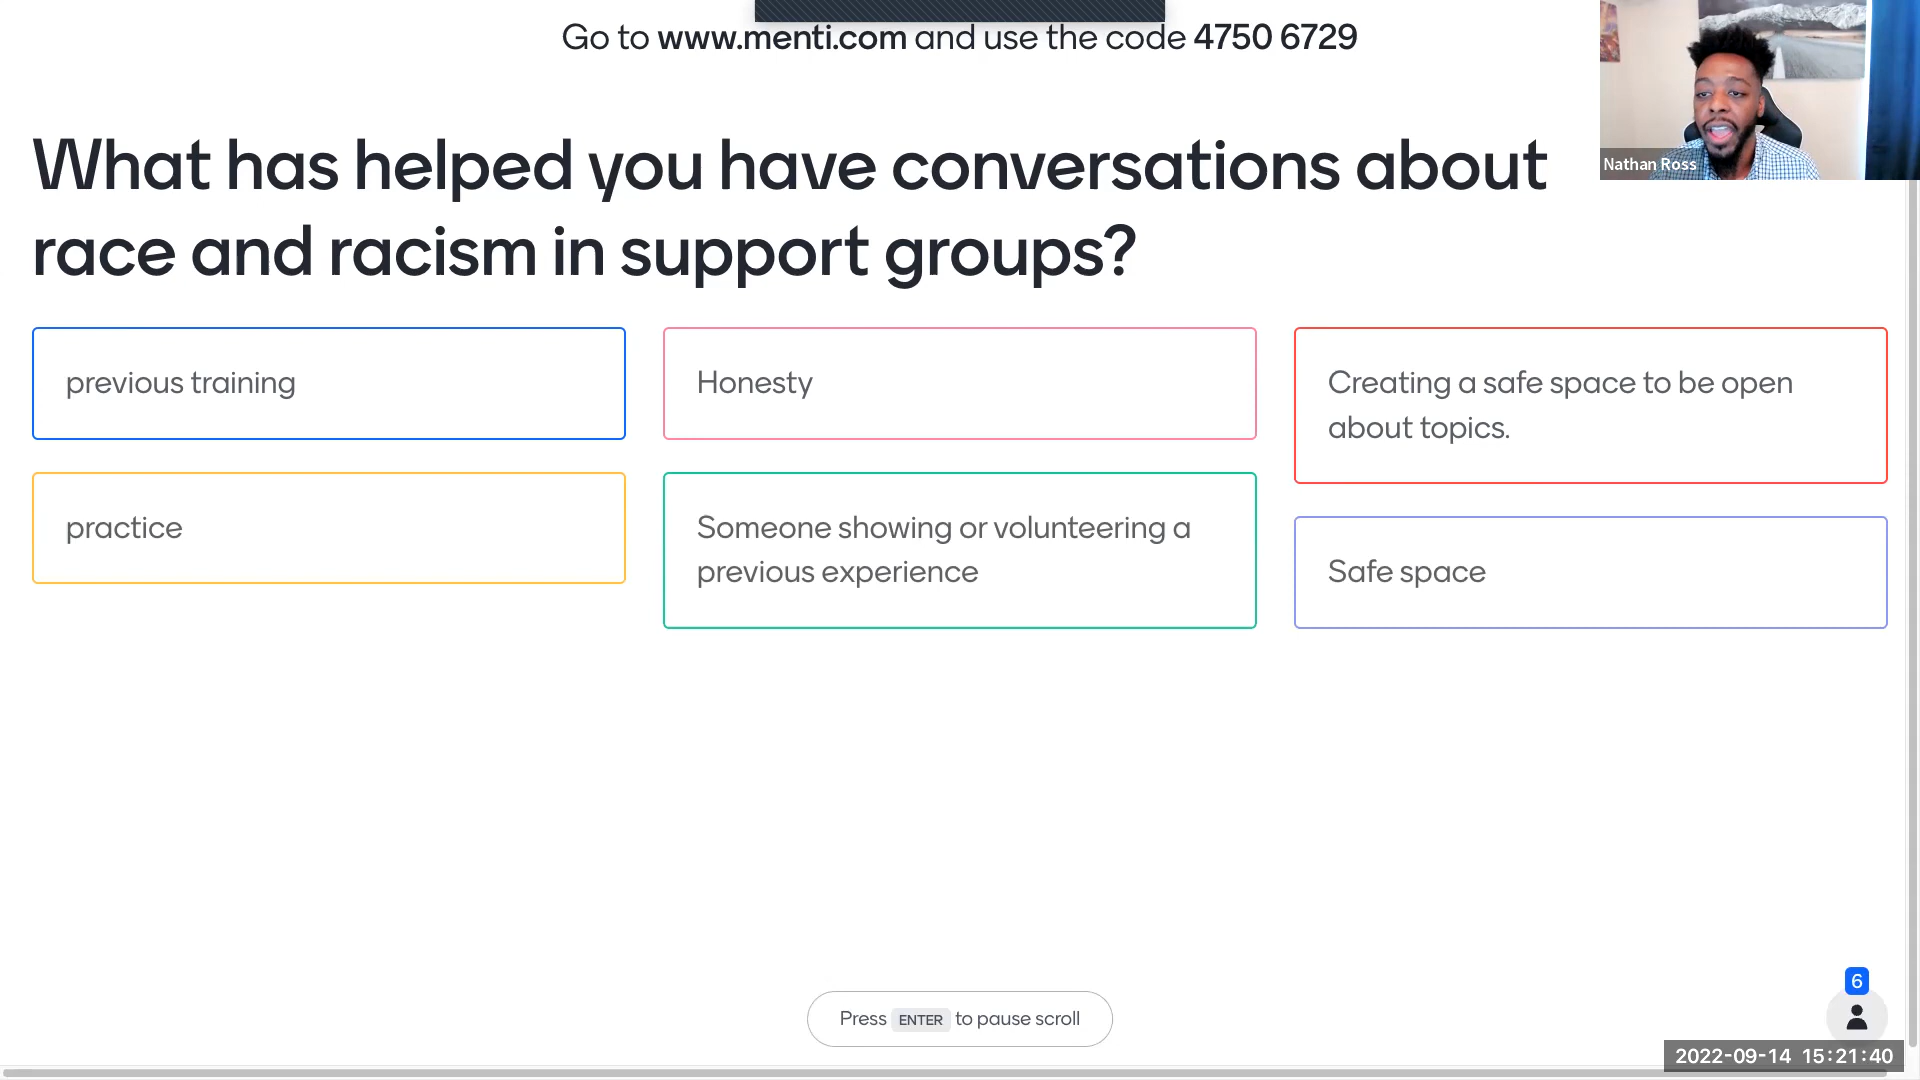 Go to www.menti.com and use the code 4750 6729
Nathan Ross
What has helped you have conversations about
race and racism in support groups?
previous training
Honesty
Creating a safe space to be open
about topics.
practice
Someone showing or volunteering a
previous experience
Safe space
Press ENTER to pause scroll
6
2022-09-14 15:21:40